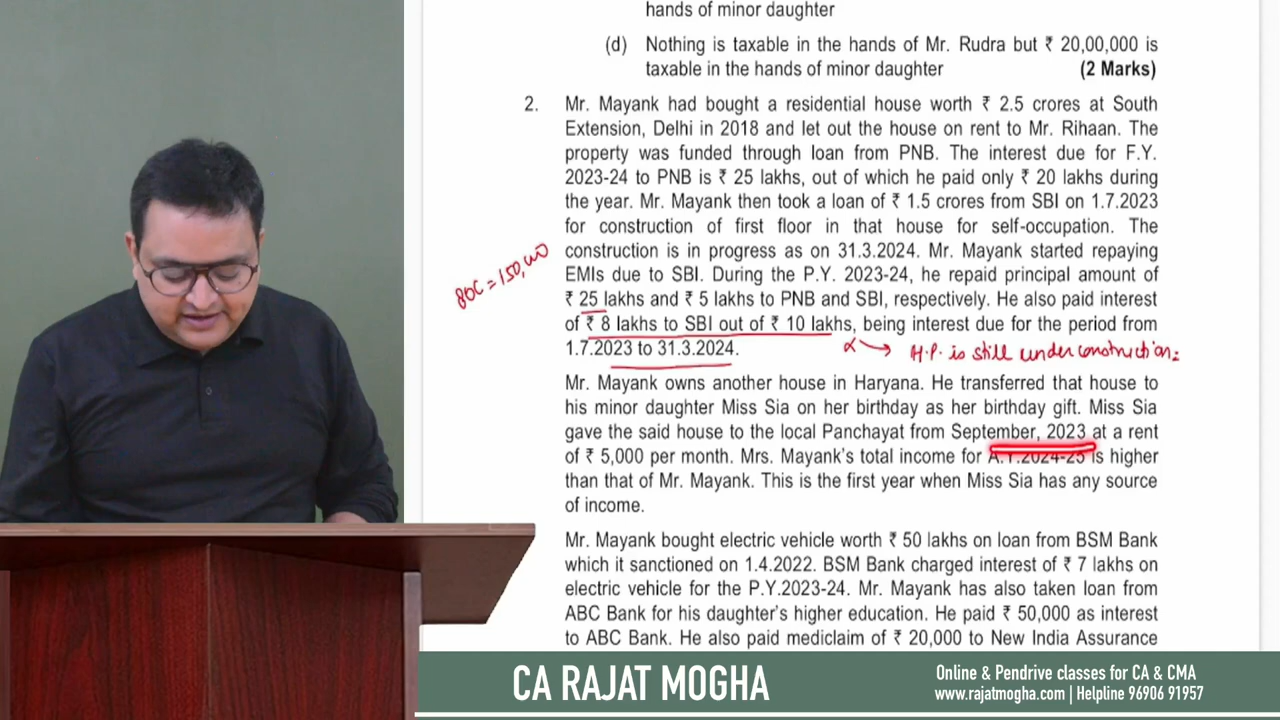 hands of minor daughter
(d) Nothing is taxable in the hands of Mr. Rudra but ₹ 20,00,000 is
taxable in the hands of minor daughter (2 Marks)
2. Mr. Mayank had bought a residential house worth ₹ 2.5 crores at South
Extension, Delhi in 2018 and let out the house on rent to Mr. Rihaan. The
property was funded through loan from PNB. The interest due for F.Y.
2023-24 to PNB is ₹ 25 lakhs, out of which he paid only ₹ 20 lakhs during
the year. Mr. Mayank then took a loan of ₹ 1.5 crores from SBI on 1.7.2023
for construction of first floor in that house for self-occupation. The
construction is in progress as on 31.3.2024. Mr. Mayank started repaying
EMIs due to SBI. During the P.Y. 2023-24, he repaid principal amount of
80C = 150,000
₹ 25 lakhs and ₹ 5 lakhs to PNB and SBI, respectively. He also paid interest
of ₹ 8 lakhs to SBI out of ₹ 10 lakhs, being interest due for the period from
1.7.2023 to 31.3.2024.
H.P. is still under construction
Mr. Mayank owns another house in Haryana. He transferred that house to
his minor daughter Miss Sia on her birthday as her birthday gift. Miss Sia
gave the said house to the local Panchayat from September, 2023 at a rent
of ₹ 5,000 per month. Mrs. Mayank's total income for A.Y.2024-25 is higher
than that of Mr. Mayank. This is the first year when Miss Sia has any source
of income.
Mr. Mayank bought electric vehicle worth ₹ 50 lakhs on loan from BSM Bank
which it sanctioned on 1.4.2022. BSM Bank charged interest of ₹ 7 lakhs on
electric vehicle for the P.Y.2023-24. Mr. Mayank has also taken loan from
ABC Bank for his daughter's higher education. He paid ₹ 50,000 as interest
to ABC Bank. He also paid mediclaim of ₹ 20,000 to New India Assurance
CA RAJAT MOGHA
Online & Pendrive classes for CA & CMA
www.rajatmogha.com | Helpline 96906 91957